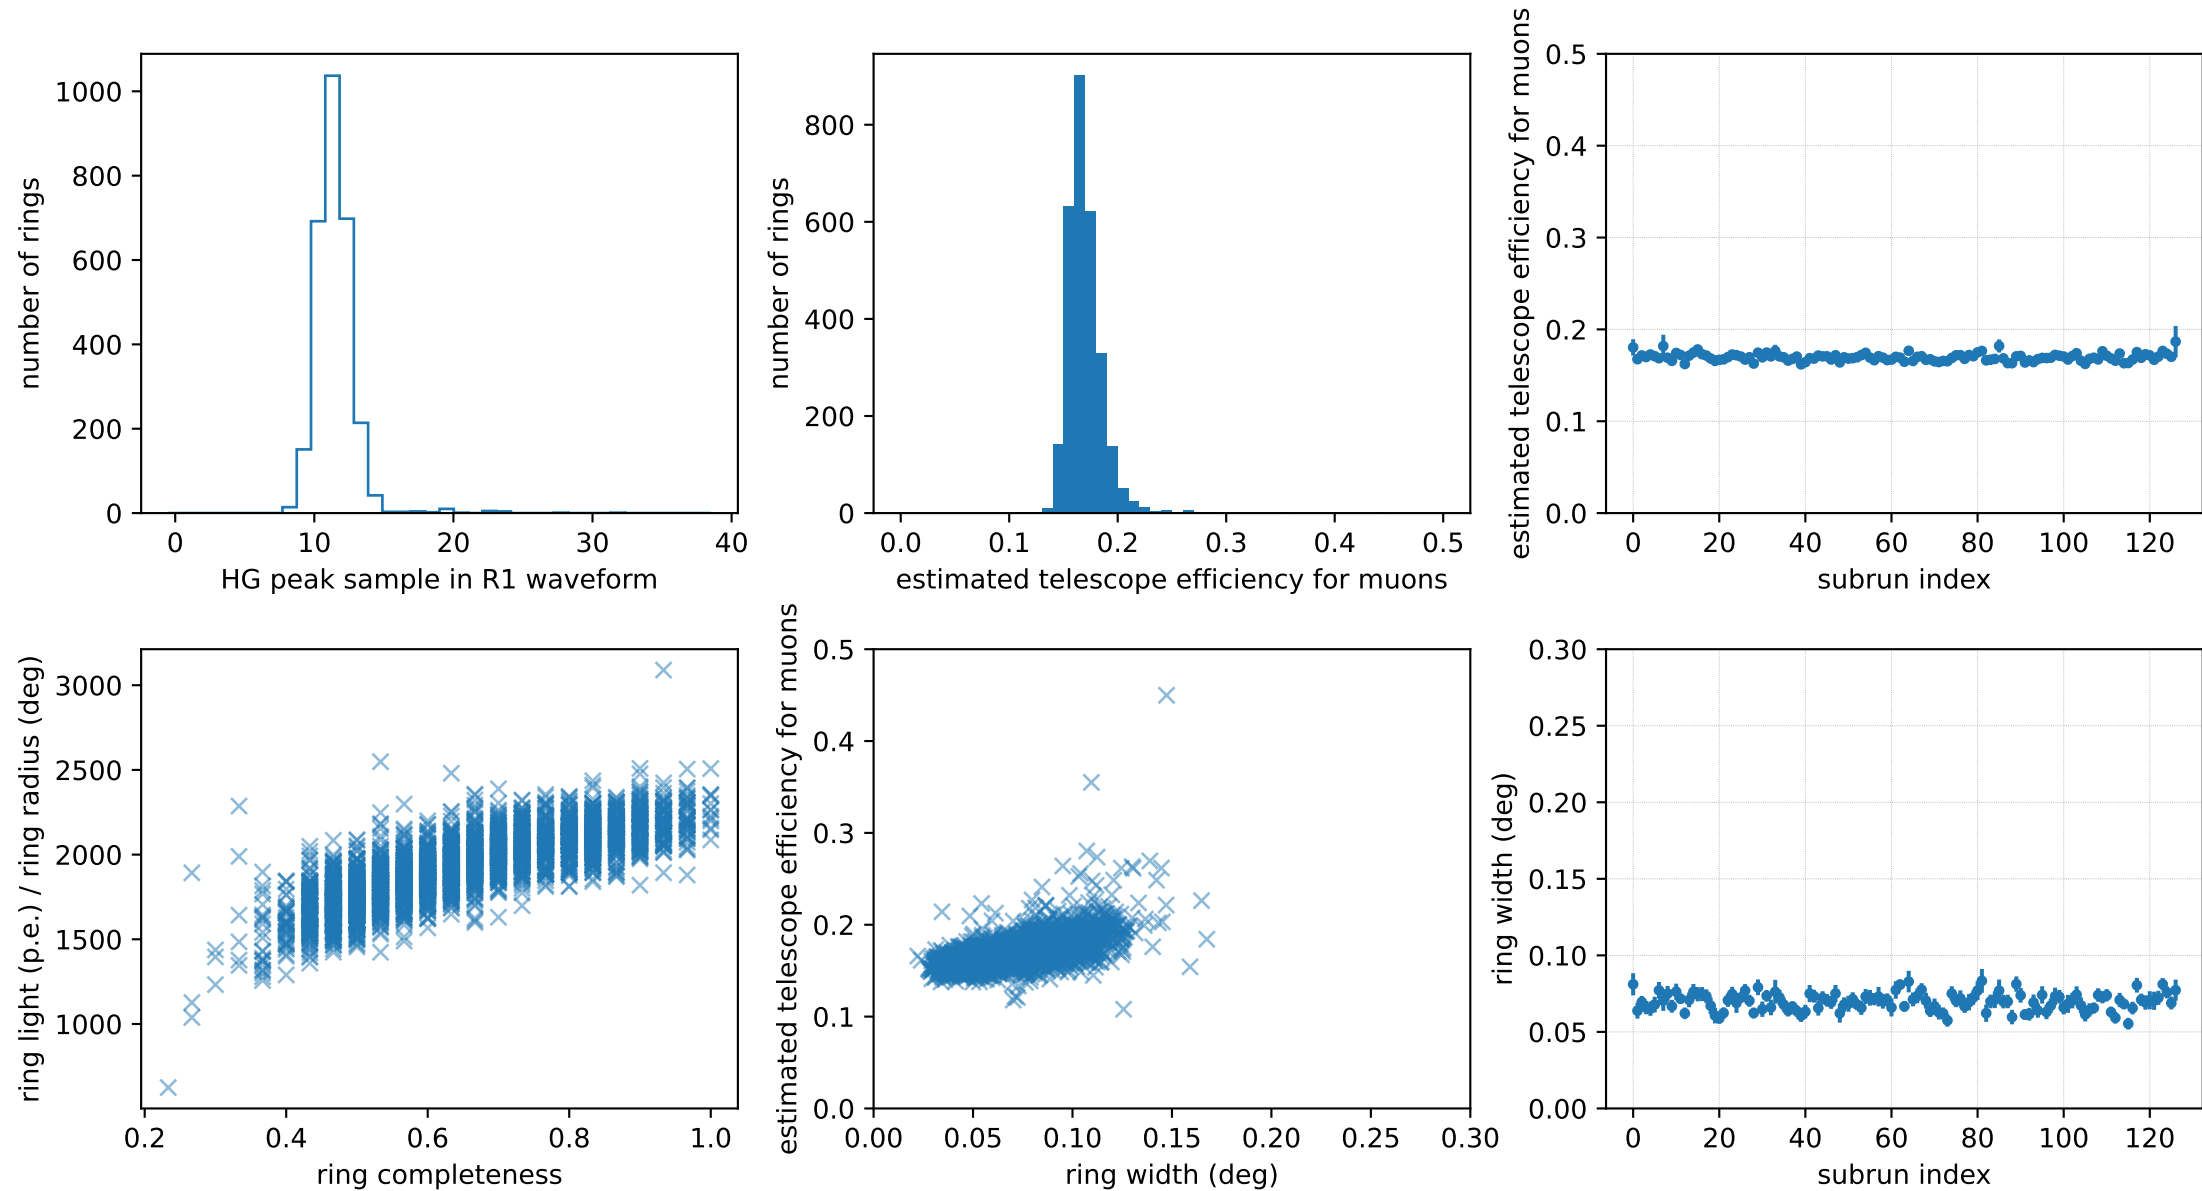 number of rings
1000
800
600
400
200
0
0 10 20 30 40
HG peak sample in R1 waveform
number of rings
800
600
400
200
0
0.0 0.1 0.2 0.3 0.4 0.5
estimated telescope efficiency for muons
estimated telescope efficiency for muons
0.5
0.4
0.3
0.2
0.1
0.0
0 20 40 60 80 100 120
subrun index
ring light (p.e.) / ring radius (deg)
3000
2500
2000
1500
1000
0.2 0.4 0.6 0.8 1.0
ring completeness
estimated telescope efficiency for muons
0.5
0.4
0.3
0.2
0.1
0.0
0.00 0.05 0.10 0.15 0.20 0.25 0.30
ring width (deg)
ring width (deg)
0.30
0.25
0.20
0.15
0.10
0.05
0.00
0 20 40 60 80 100 120
subrun index